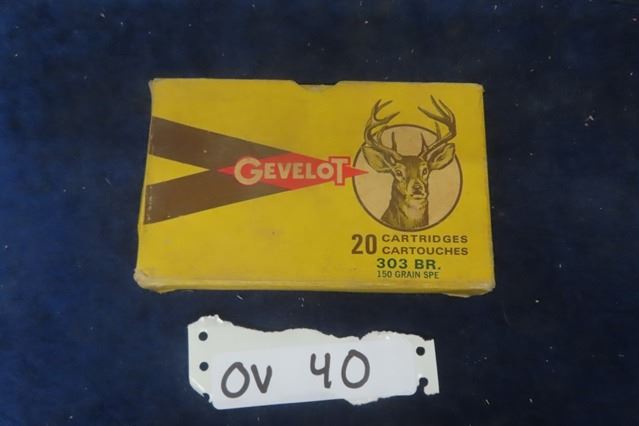 GEVELOT
20 CARTRIDGES
CARTOUCHES
303 BR.
150 GRAIN SPE
OV 40